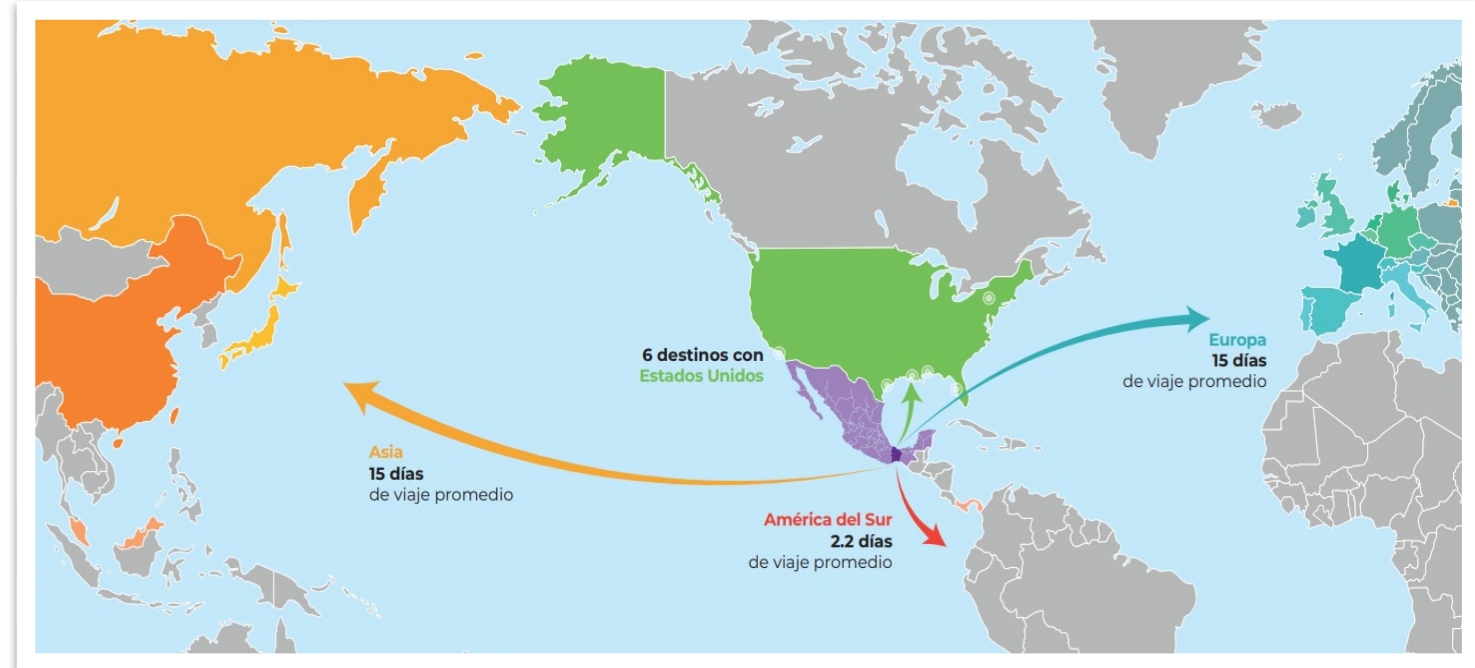 6 destinos con
Estados Unidos
Europa
15 días
de viaje promedio
Asia
15 días
de viaje promedio
América del Sur
2.2 días
de viaje promedio